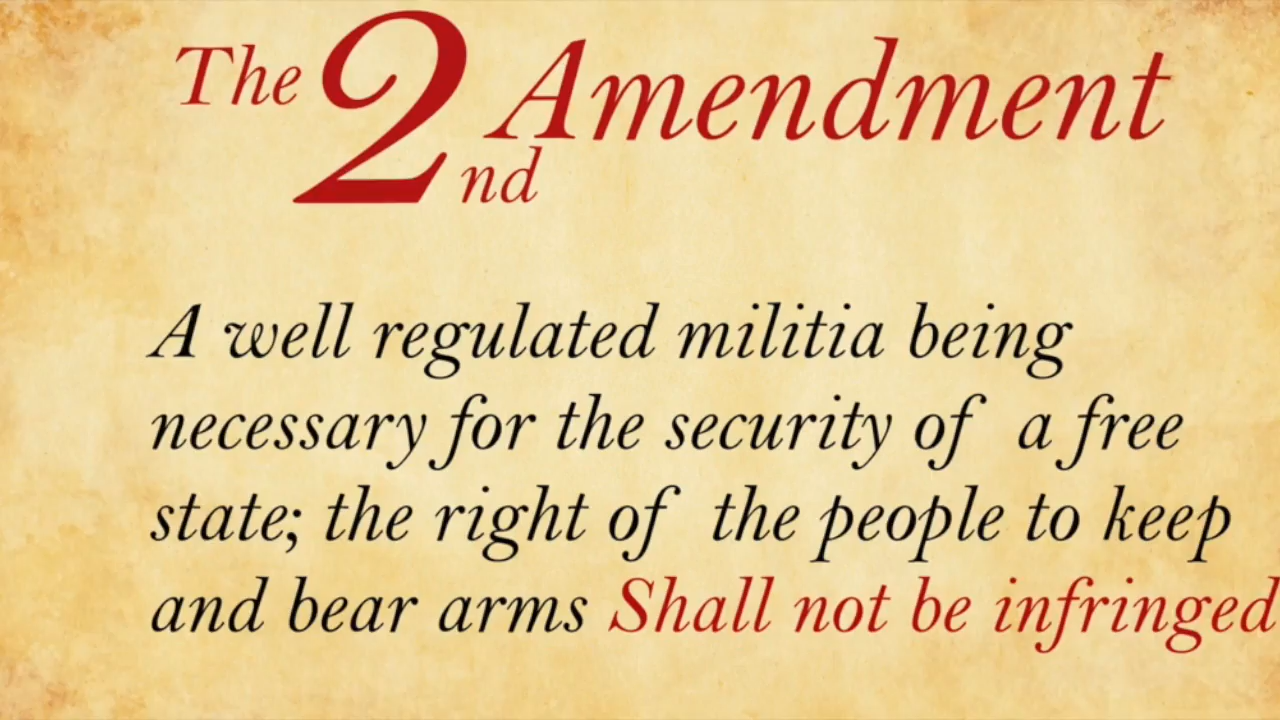 The 2nd Amendment
A well regulated militia being
necessary for the security of a free
state; the right of the people to keep
and bear arms Shall not be infringed